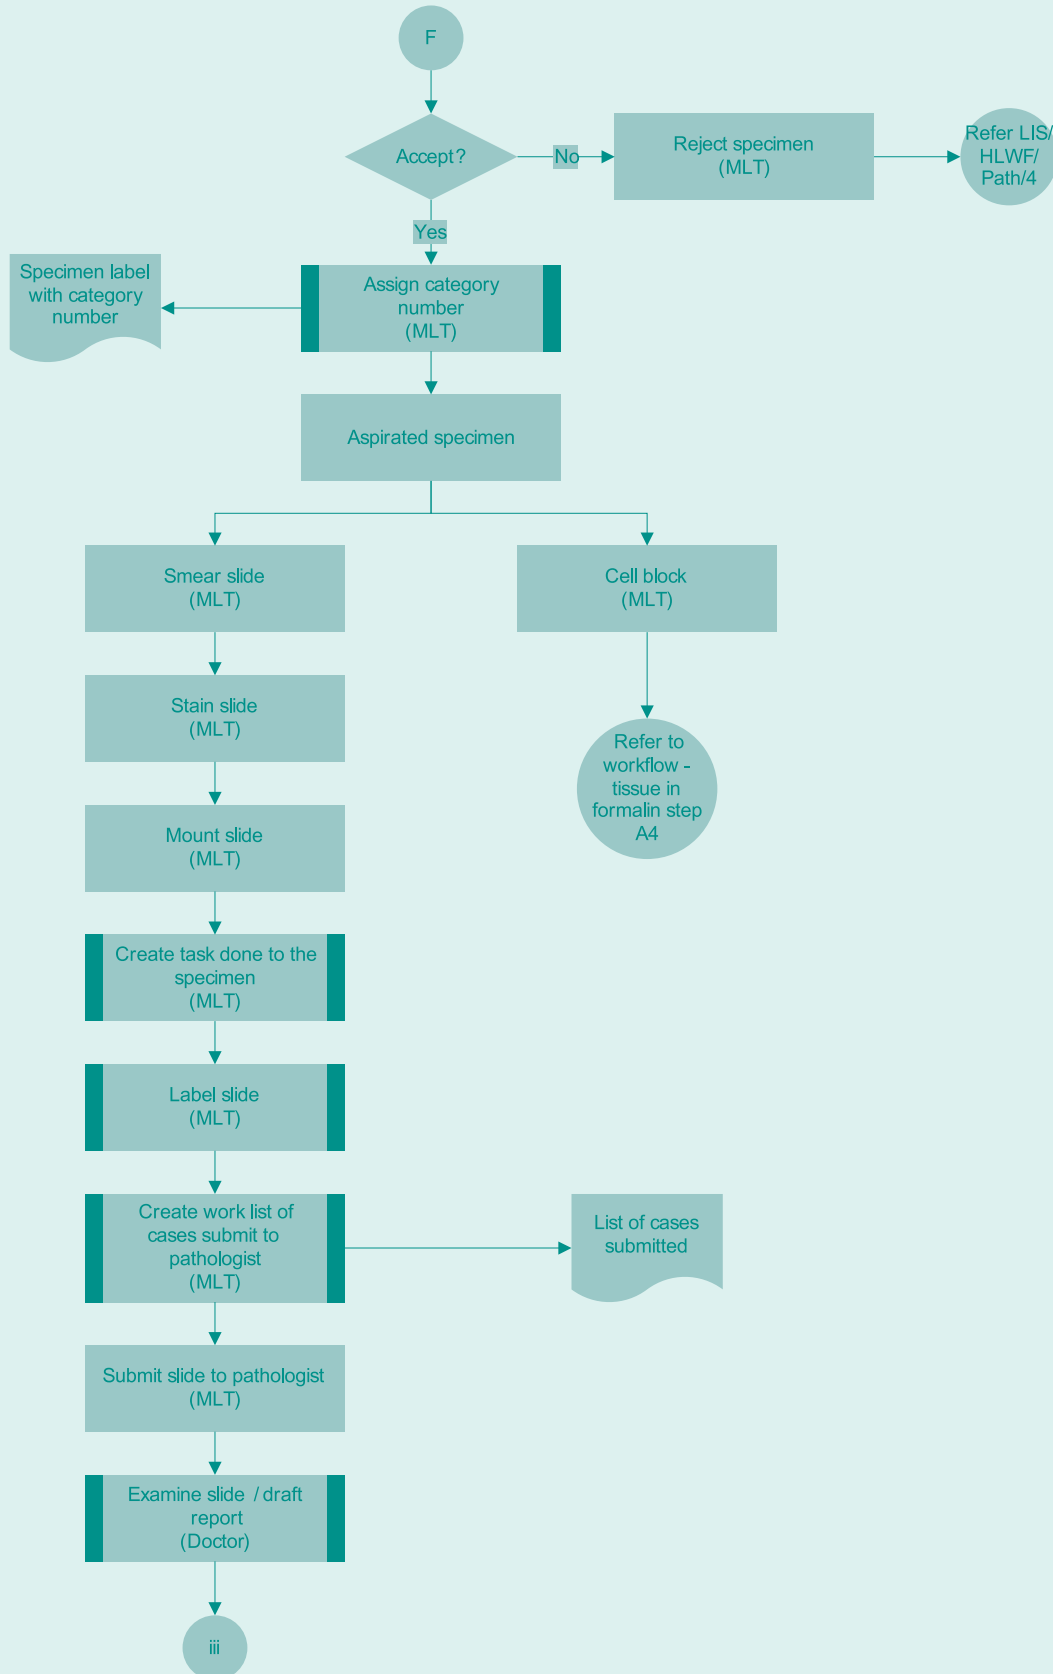 F
Accept?
No
Reject specimen
(MLT)
Refer LIS/
HLWF/
Path/4
Yes
Specimen label
with category
number
Assign category
number
(MLT)
Aspirated specimen
Smear slide
(MLT)
Cell block
(MLT)
Stain slide
(MLT)
Refer to
workflow -
tissue in
formalin step
A4
Mount slide
(MLT)
Create task done to the
specimen
(MLT)
Label slide
(MLT)
Create work list of
cases submit to
pathologist
(MLT)
List of cases
submitted
Submit slide to pathologist
(MLT)
Examine slide / draft
report
(Doctor)
iii